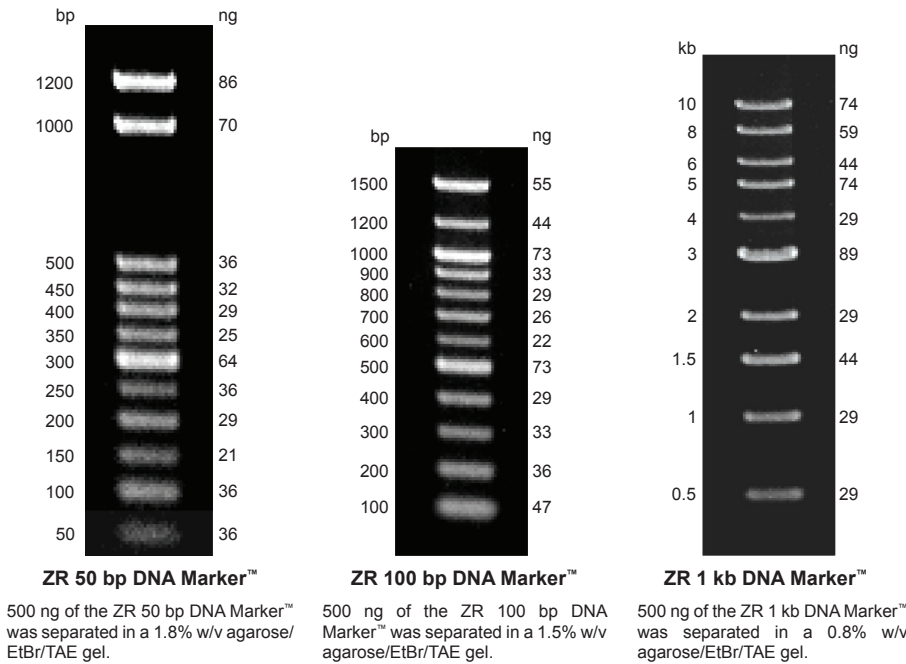 bp ng
1200 86
1000 70
500 36
450 32
400 29
350 25
300 64
250 36
200 29
150 21
100 36
50 36
ZR 50 bp DNA Marker™
500 ng of the ZR 50 bp DNA Marker™
was separated in a 1.8% w/v agarose/
EtBr/TAE gel.
bp ng
1500 55
1200 44
1000 73
900 33
800 29
700 26
600 22
500 73
400 29
300 33
200 36
100 47
ZR 100 bp DNA Marker™
500 ng of the ZR 100 bp DNA
Marker™ was separated in a 1.5% w/v
agarose/EtBr/TAE gel.
kb ng
10 74
8 59
6 44
5 74
4 29
3 89
2 29
1.5 44
1 29
0.5 29
ZR 1 kb DNA Marker™
500 ng of the ZR 1 kb DNA Marker™
was separated in a 0.8% w/v
agarose/EtBr/TAE gel.